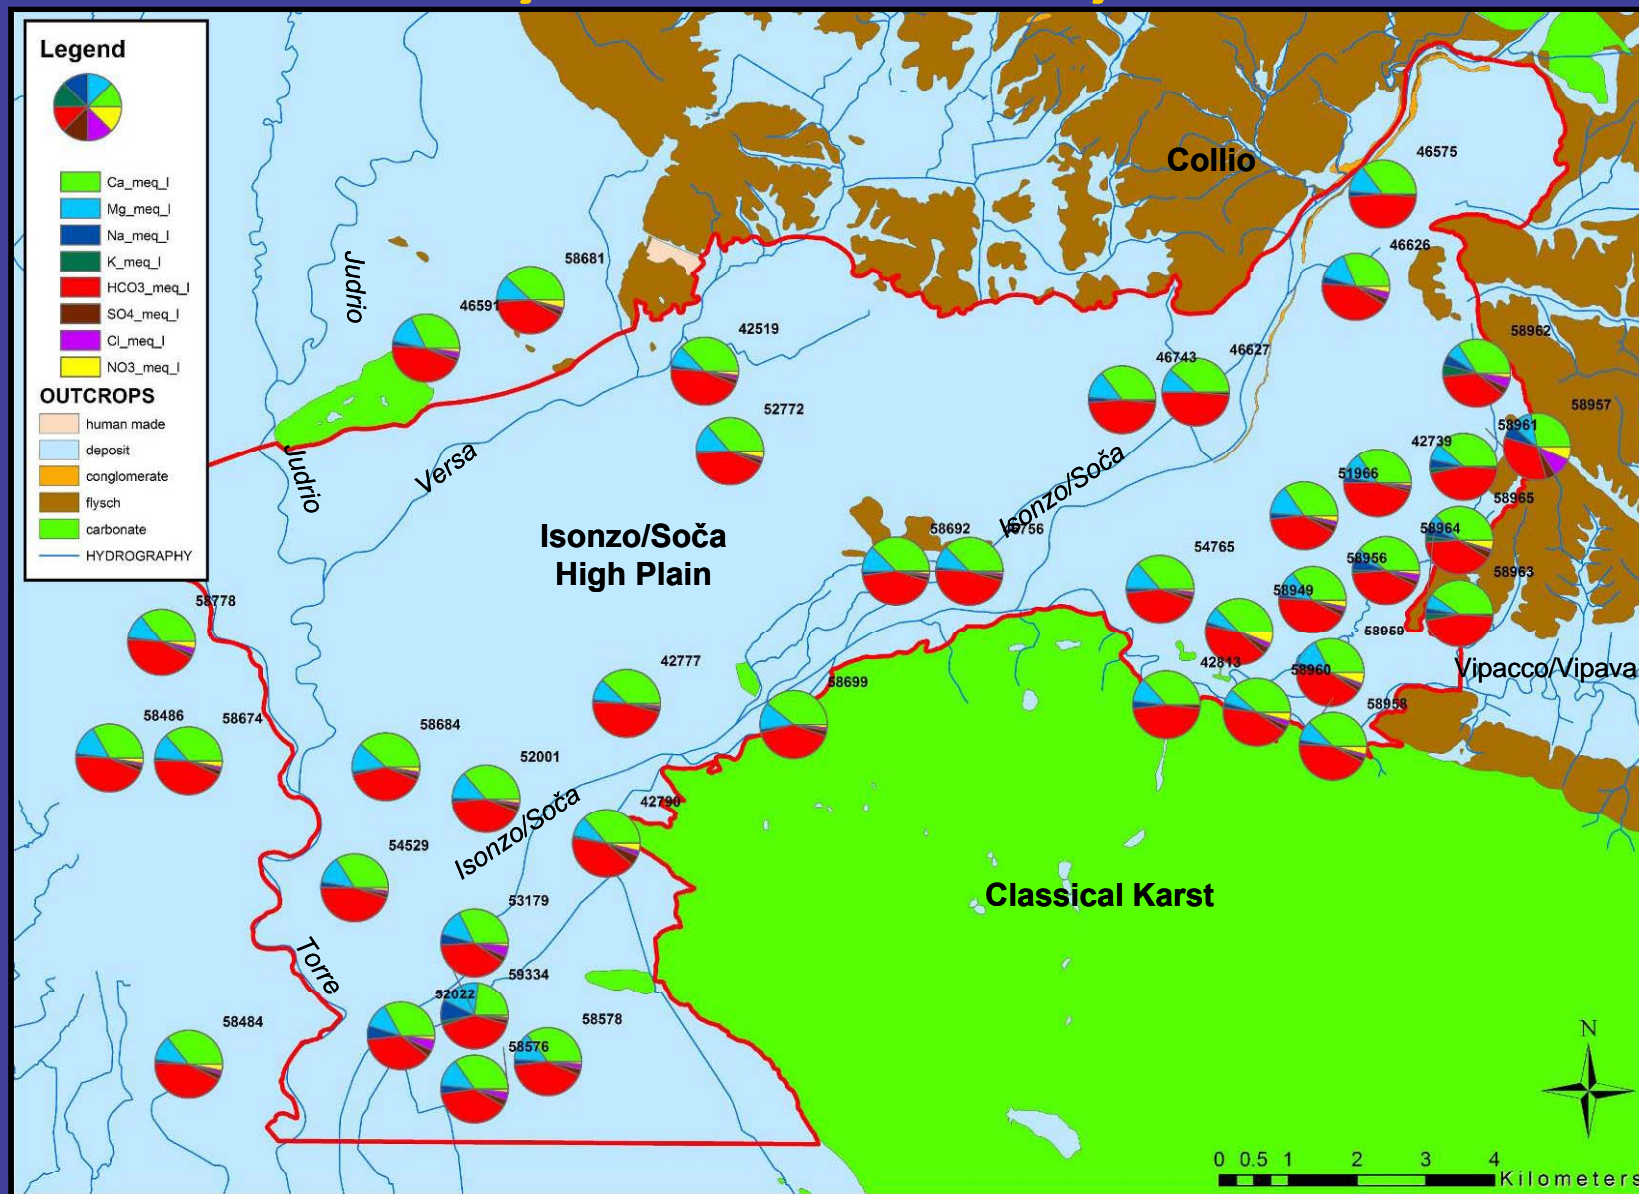 Legend
Ca_meq_l
Mg_meq_l
Na_meq_l
K_meq_l
HCO3_meq_l
SO4_meq_l
Cl_meq_l
NO3_meq_l
OUTCROPS
human made
deposit
conglomerate
flysch
carbonate
HYDROGRAPHY
Collio
46575
46626
58681
46591
Judrio
42519
52772
46743
46627
58962
58957
58961
42739
51966
58965
58964
58963
58956
Judrio
Versa
Isonzo/Soča
Isonzo/Soča
High Plain
58692
54765
58949
58959
Vipacco/Vipava
58778
42777
58699
42813
58960
58958
58486
58674
58684
52001
Isonzo/Soča
42790
54529
Classical Karst
53179
Torre
59334
52022
58484
58578
58576
N
0 0.5 1 2 3 4
Kilometers